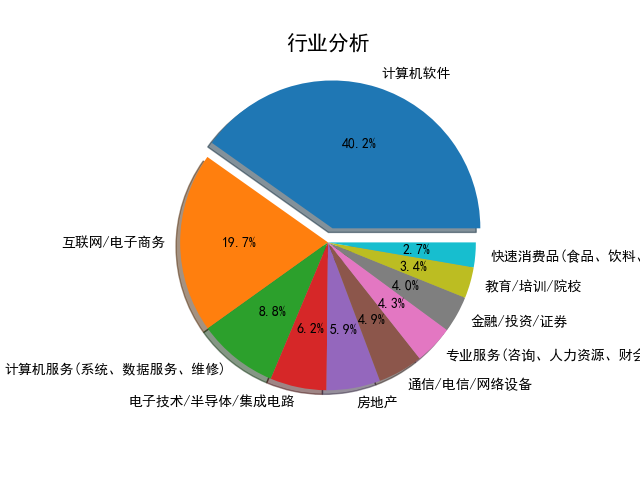 行业分析
计算机软件
40.2%
互联网/电子商务
19.7%
计算机服务(系统、数据服务、维修)
8.8%
电子技术/半导体/集成电路
6.2%
房地产
5.9%
通信/电信/网络设备
4.9%
专业服务(咨询、人力资源、财会
4.3%
金融/投资/证券
4.0%
教育/培训/院校
3.4%
快速消费品(食品、饮料、
2.7%